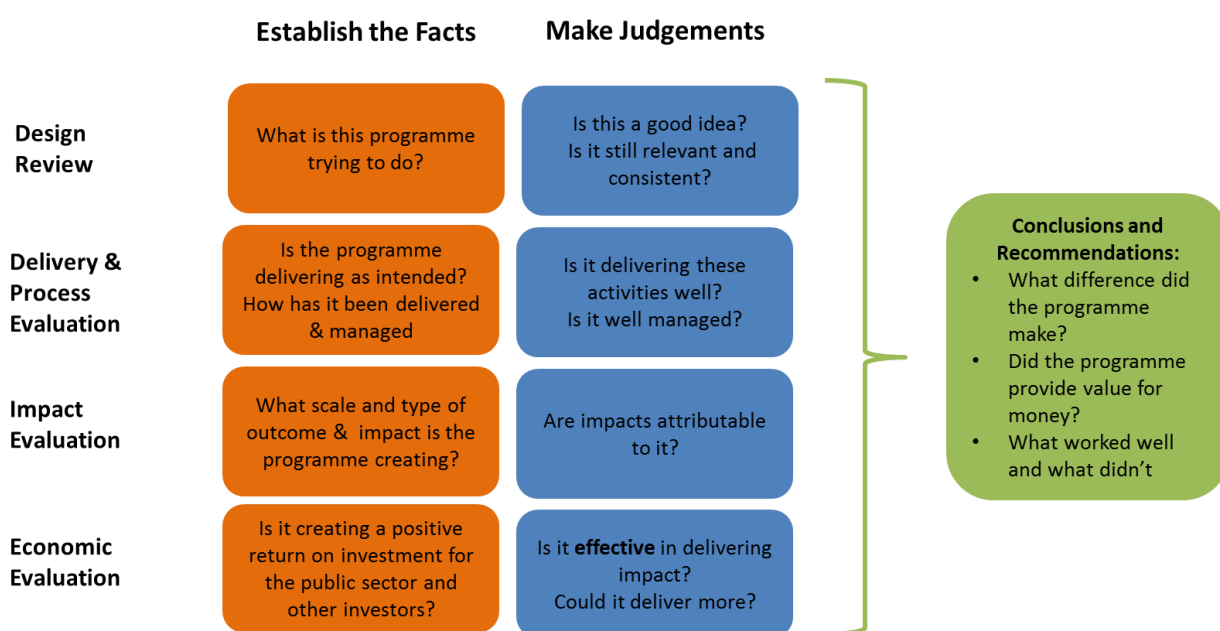 Establish the Facts
Make Judgements
Design
Review
What is this programme
trying to do?
Is this a good idea?
Is it still relevant and
consistent?
Delivery &
Process
Evaluation
Is the programme
delivering as intended?
How has it been delivered
& managed
Is it delivering these
activities well?
Is it well managed?
Impact
Evaluation
What scale and type of
outcome &  impact is the
programme creating?
Are impacts attributable
to it?
Economic
Evaluation
Is it creating a positive
return on investment for
the public sector and
other investors?
Is it effective in delivering
impact?
Could it deliver more?
Conclusions and
Recommendations:
• What difference did
the programme
make?
• Did the programme
provide value for
money?
• What worked well
and what didn’t